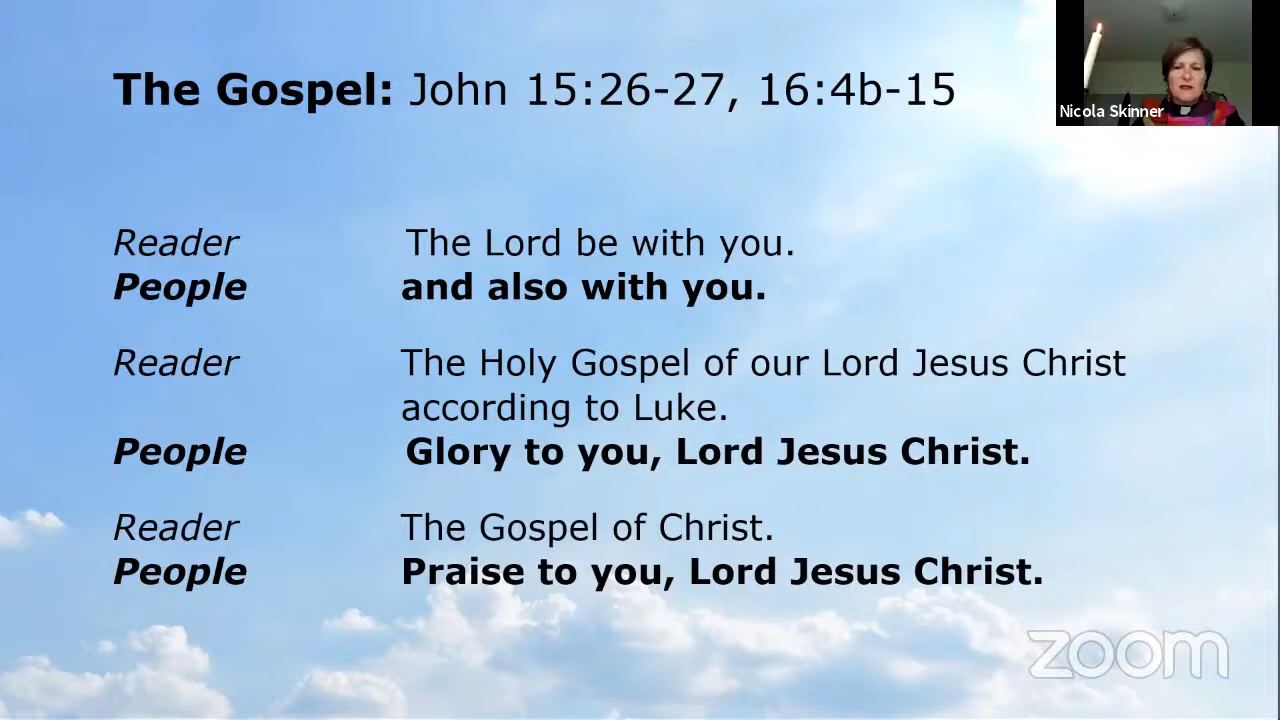 The Gospel: John 15:26-27, 16:4b-15
Nicola Skinner
Reader The Lord be with you.
People and also with you.
Reader The Holy Gospel of our Lord Jesus Christ
according to Luke.
People Glory to you, Lord Jesus Christ.
Reader The Gospel of Christ.
People Praise to you, Lord Jesus Christ.
zoom